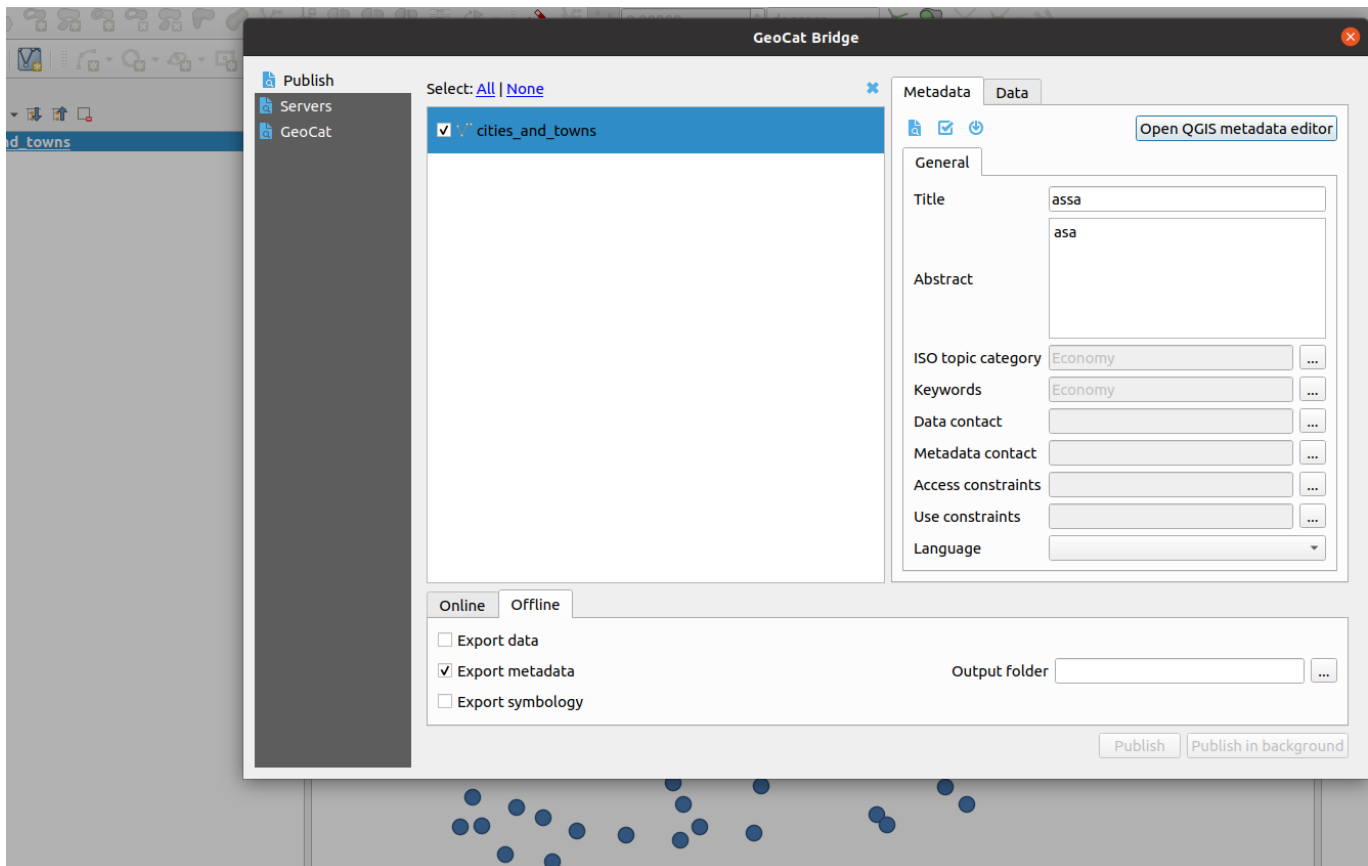 GeoCat Bridge
Publish
Servers
GeoCat
nd_towns
Select: All | None
cities_and_towns
Metadata
Data
Open QGIS metadata editor
General
Title
assa
Abstract
asa
ISO topic category
Economy
...
Keywords
Economy
...
Data contact
...
Metadata contact
...
Access constraints
...
Use constraints
...
Language
Online
Offline
Export data
Export metadata
Output folder
...
Export symbology
Publish
Publish in background